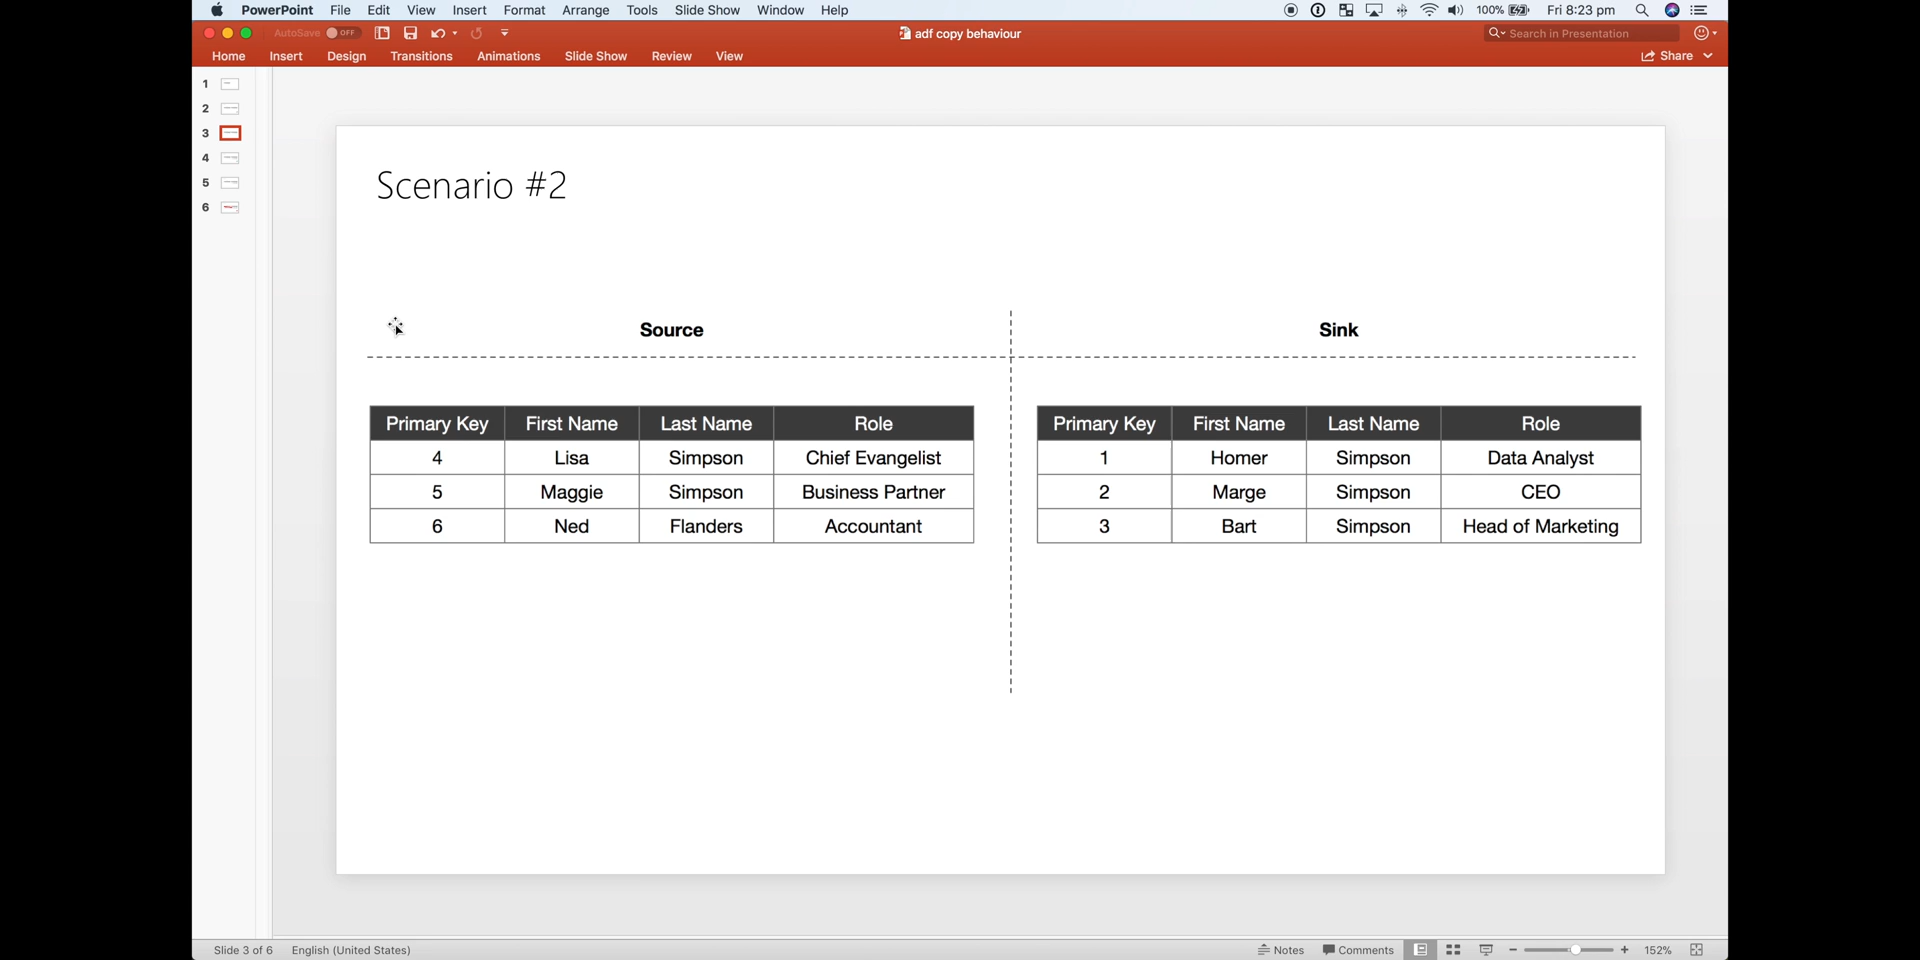 PowerPoint File Edit View Insert Format Arrange Tools Slide Show Window Help 100% Fri 8:23 pm
AutoSave OFF adf copy behaviour Search in Presentation
Home Insert Design Transitions Animations Slide Show Review View Share
1
2
3
4
5
6
Scenario #2
Source Sink
Primary Key First Name Last Name Role Primary Key First Name Last Name Role
4 Lisa Simpson Chief Evangelist 1 Homer Simpson Data Analyst
5 Maggie Simpson Business Partner 2 Marge Simpson CEO
6 Ned Flanders Accountant 3 Bart Simpson Head of Marketing
Slide 3 of 6 English (United States) Notes Comments 152%